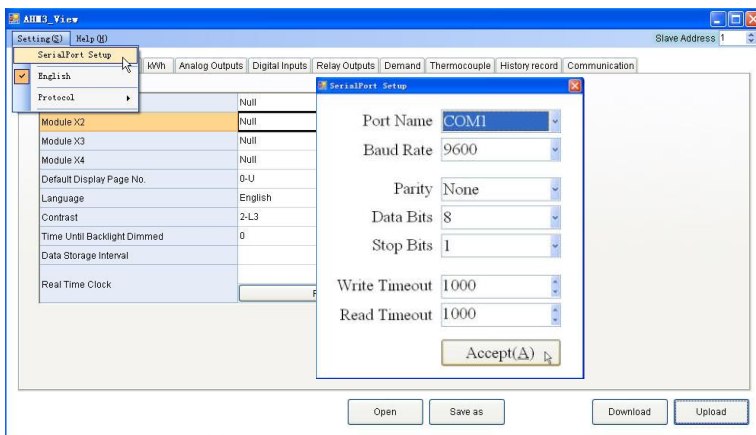 AHM3_View
Setting(S) Help(H)
Slave Address 1
SerialPort Setup
English
Protocol
kWh Analog Outputs Digital Inputs Relay Outputs Demand Thermocouple History record Communication
Null
Module X2 Null
Module X3 Null
Module X4 Null
Default Display Page No. 0-U
Language English
Contrast 2-L3
Time Until Backlight Dimmed 0
Data Storage Interval
Real Time Clock
SerialPort Setup
Port Name COM1
Baud Rate 9600
Parity None
Data Bits 8
Stop Bits 1
Write Timeout 1000
Read Timeout 1000
Accept(A)
Open Save as Download Upload